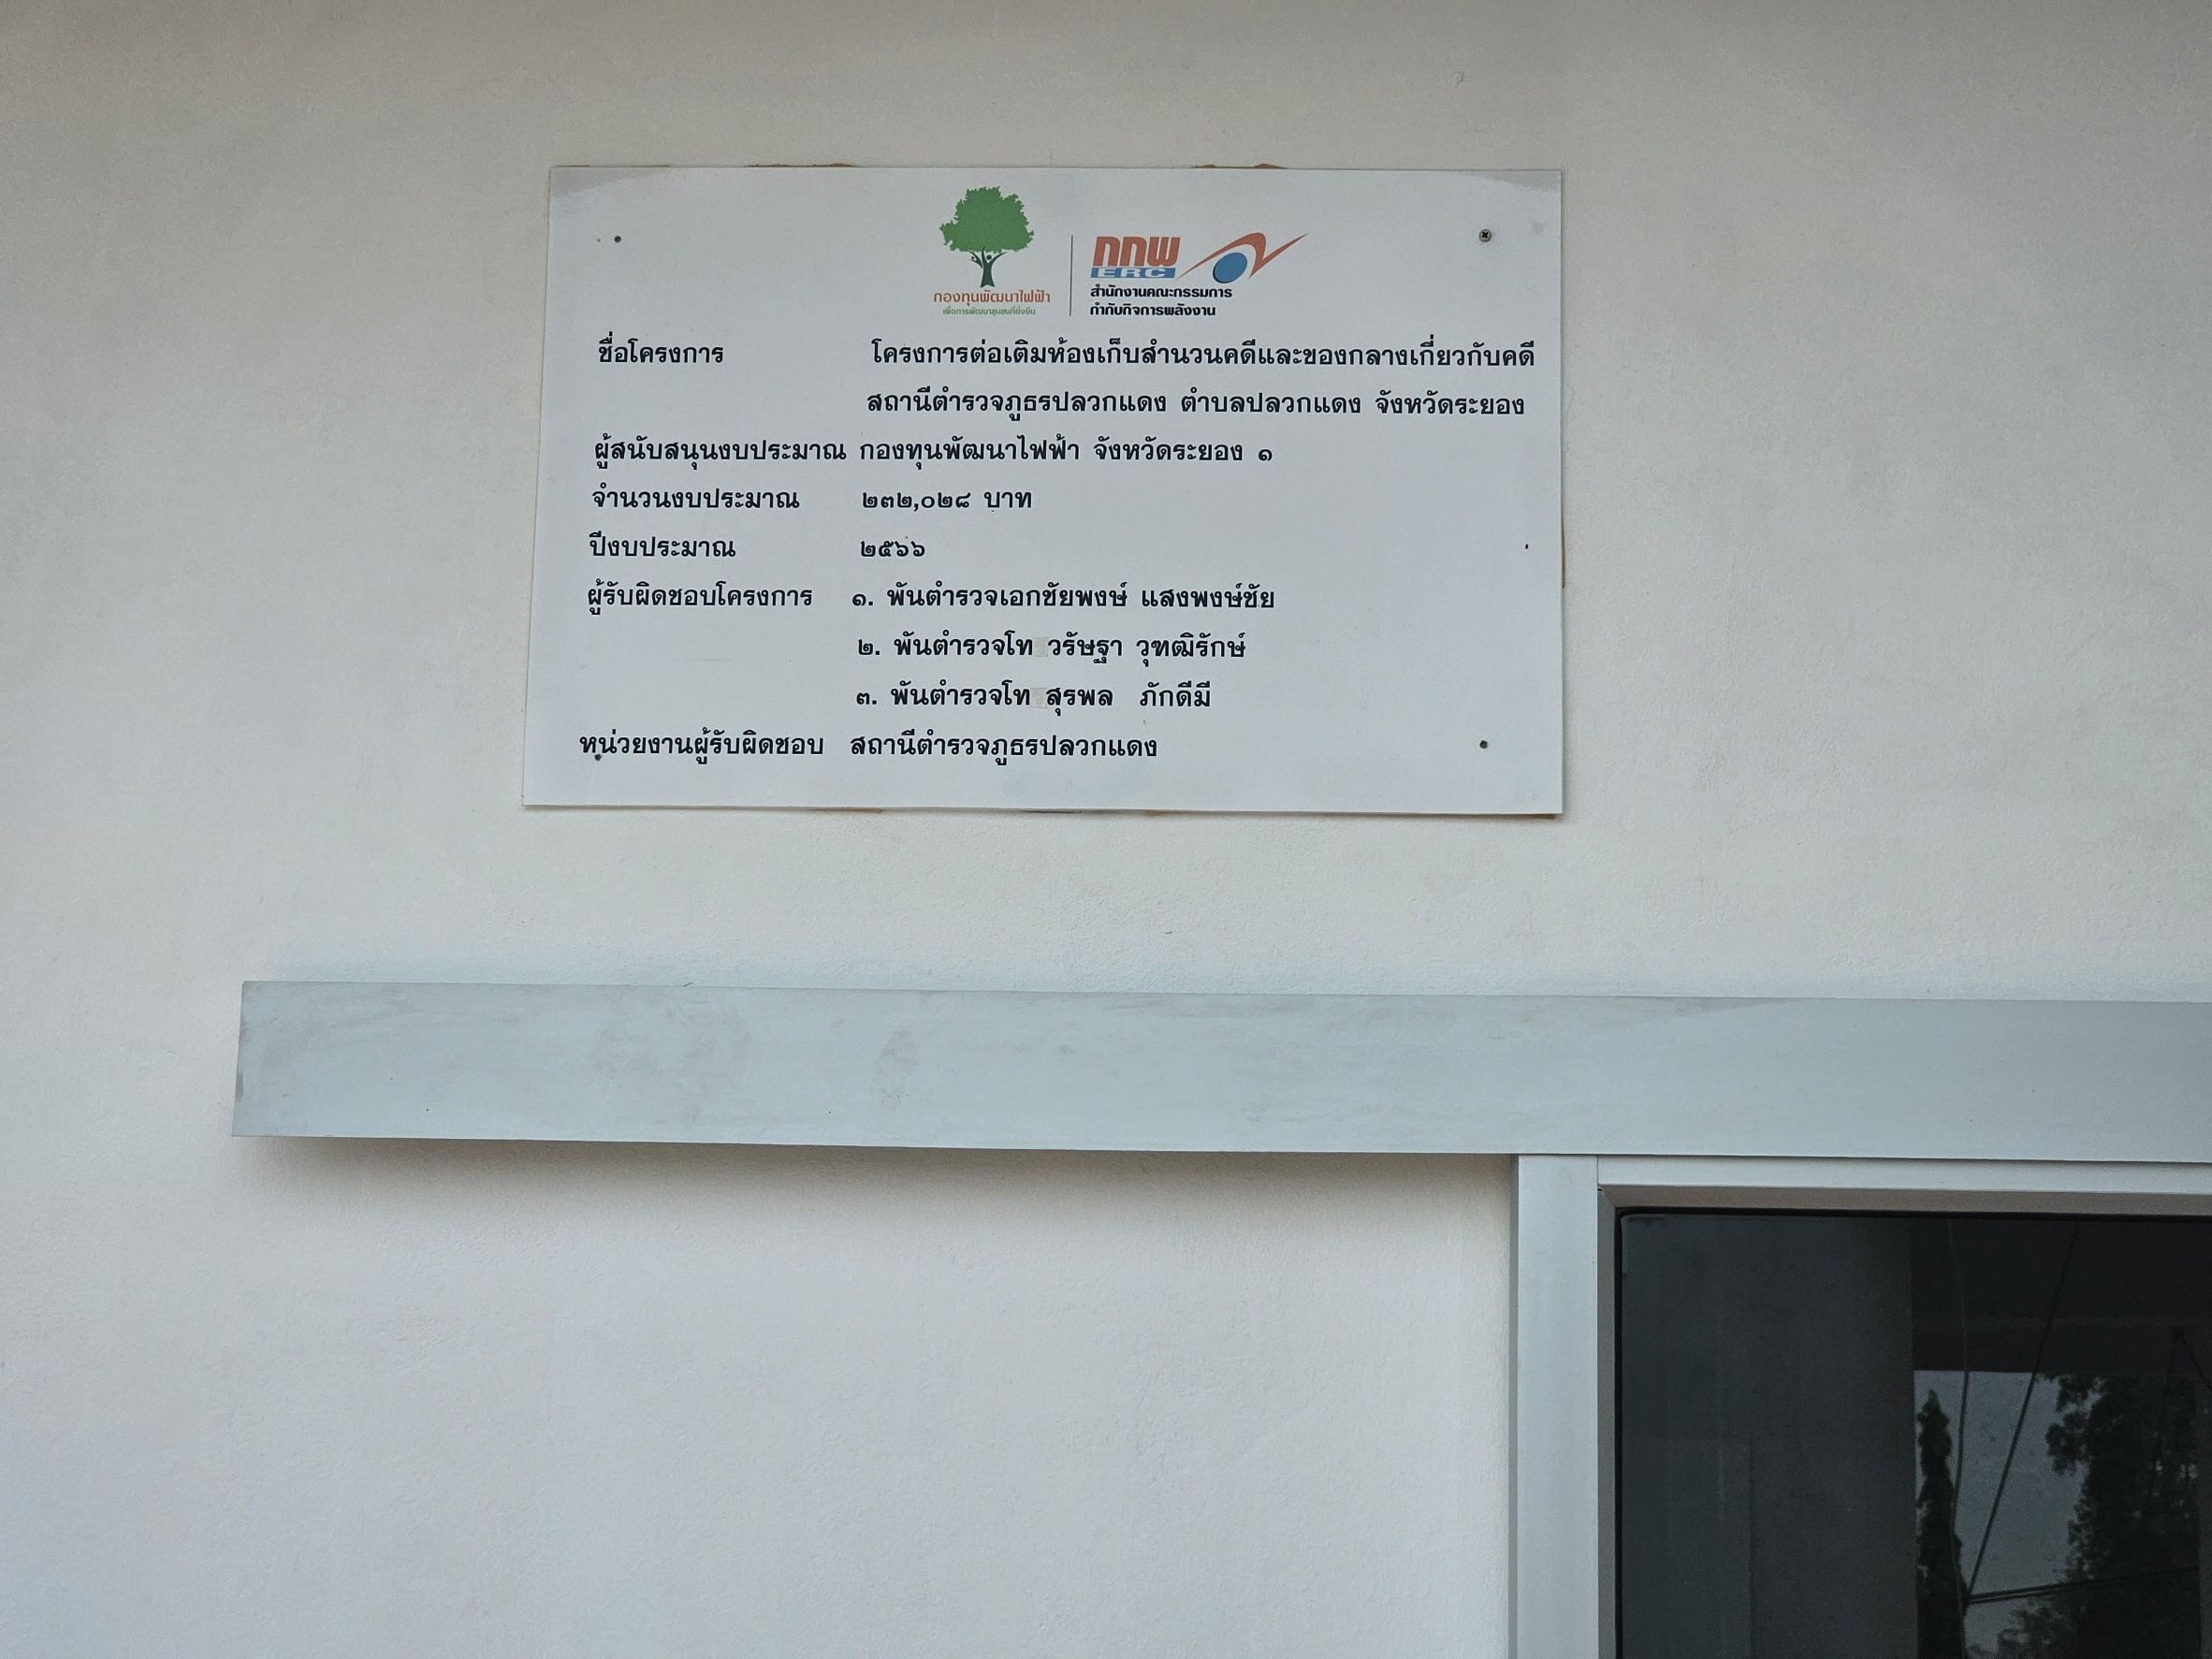 กองทุนพัฒนาไฟฟ้า
เพื่อการพัฒนาชุมชนที่ยั่งยืน
กกพ
ERC
สำนักงานคณะกรรมการ
กำกับกิจการพลังงาน
ชื่อโครงการ โครงการต่อเติมห้องเก็บสำนวนคดีและของกลางเกี่ยวกับคดี
สถานีตำรวจภูธรปลวกแดง ตำบลปลวกแดง จังหวัดระยอง
ผู้สนับสนุนงบประมาณ กองทุนพัฒนาไฟฟ้า จังหวัดระยอง ๑
จำนวนงบประมาณ ๒๓๒,๐๒๘ บาท
ปีงบประมาณ ๒๕๖๖
ผู้รับผิดชอบโครงการ ๑. พันตำรวจเอกชัยพงษ์ แสงพงษ์ชัย
๒. พันตำรวจโท วรัษฐา วุฑฒิรักษ์
๓. พันตำรวจโท สุรพล ภักดีมี
หน่วยงานผู้รับผิดชอบ สถานีตำรวจภูธรปลวกแดง